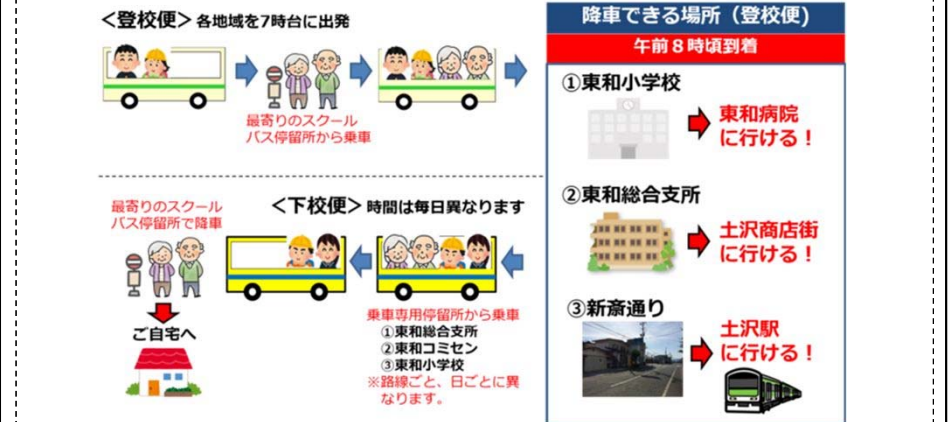 ＜登校便＞各地域を7時台に出発
最寄りのスクール
バス停留所から乗車
降車できる場所（登校便）
午前８時頃到着
①東和小学校
東和病院
に行ける！
②東和総合支所
土沢商店街
に行ける！
③新斎通り
土沢駅
に行ける！
＜下校便＞時間は毎日異なります
最寄りのスクール
バス停留所で降車
ご自宅へ
乗車専用停留所から乗車
①東和総合支所
②東和コミセン
③東和小学校
※路線ごと、日ごとに異
なります。